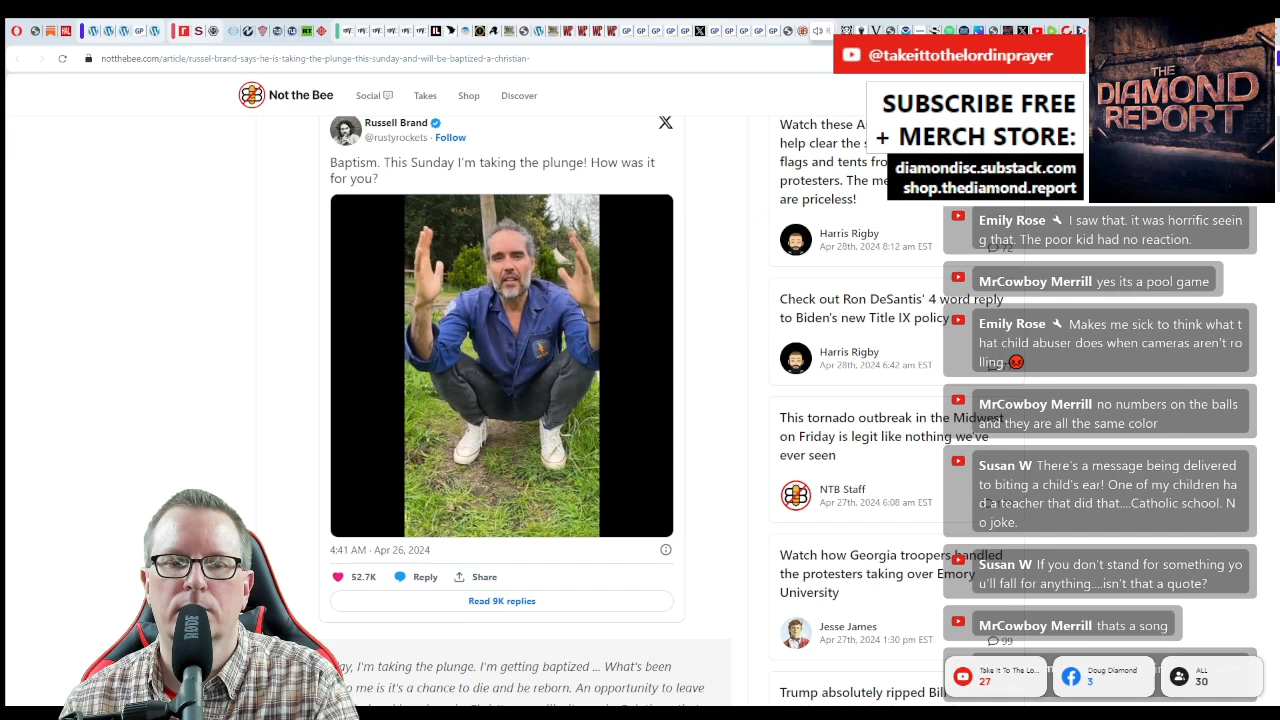 notthebee.com/article/russel-brand-says-he-is-taking-the-plunge-this-sunday-and-will-be-baptized-a-christian-
@takeittothelordinprayer
SUBSCRIBE FREE
+ MERCH STORE:
diamondisc.substack.com
shop.thediamond.report
THE
DIAMOND
REPORT
Not the Bee
Social
Takes
Shop
Discover
Russell Brand
@rustyrockets · Follow
Baptism. This Sunday I'm taking the plunge! How was it
for you?
4:41 AM · Apr 26, 2024
52.7K
Reply
Share
Read 9K replies
I'm taking the plunge. I'm getting baptized ... What's been
me is it's a chance to die and be reborn. An opportunity to leave
Watch these A
help clear the s
flags and tents fro
protesters. The me
are priceless!
Harris Rigby
Apr 28th, 2024 8:12 am EST
72
Check out Ron DeSantis' 4 word reply
to Biden's new Title IX policy
Harris Rigby
Apr 28th, 2024 6:42 am EST
This tornado outbreak in the Midwest
on Friday is legit like nothing we've
ever seen
NTB Staff
Apr 27th, 2024 6:08 am EST
Watch how Georgia troopers handled
the protesters taking over Emory
University
Jesse James
Apr 27th, 2024 1:30 pm EST
99
Trump absolutely ripped Bill
Emily Rose I saw that. it was horrific seein
g that. The poor kid had no reaction.
MrCowboy Merrill yes its a pool game
Emily Rose Makes me sick to think what t
hat child abuser does when cameras aren't ro
lling
MrCowboy Merrill no numbers on the balls
and they are all the same color
Susan W There's a message being delivered
to biting a child's ear! One of my children ha
d a teacher that did that....Catholic school. N
o joke.
Susan W If you don't stand for something yo
u'll fall for anything....isn't that a quote?
MrCowboy Merrill thats a song
Take It To The Lo...
27
Doug Diamond
3
ALL
30
RØDE